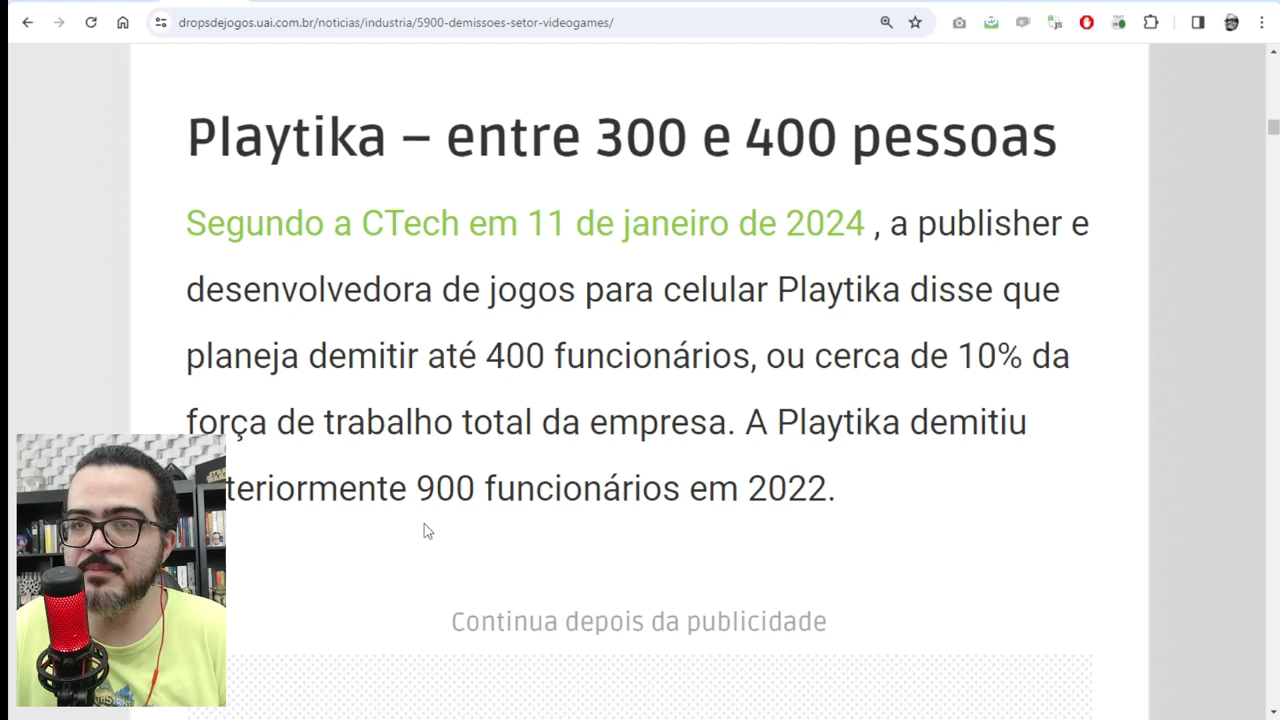 dropsdejogos.uai.com.br/noticias/industria/5900-demissoes-setor-videogames/
Playtika – entre 300 e 400 pessoas
Segundo a CTech em 11 de janeiro de 2024 , a publisher e
desenvolvedora de jogos para celular Playtika disse que
planeja demitir até 400 funcionários, ou cerca de 10% da
força de trabalho total da empresa. A Playtika demitiu
teriormente 900 funcionários em 2022.
Continua depois da publicidade
STAR WARS